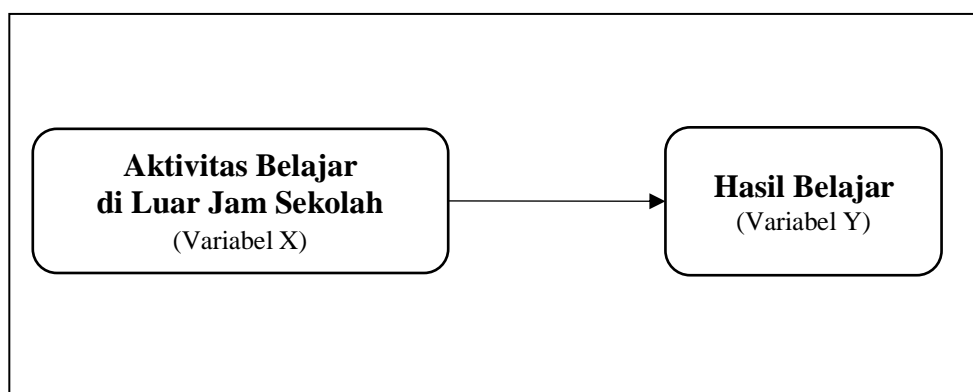 Aktivitas Belajar
di Luar Jam Sekolah
(Variabel X)
Hasil Belajar
(Variabel Y)